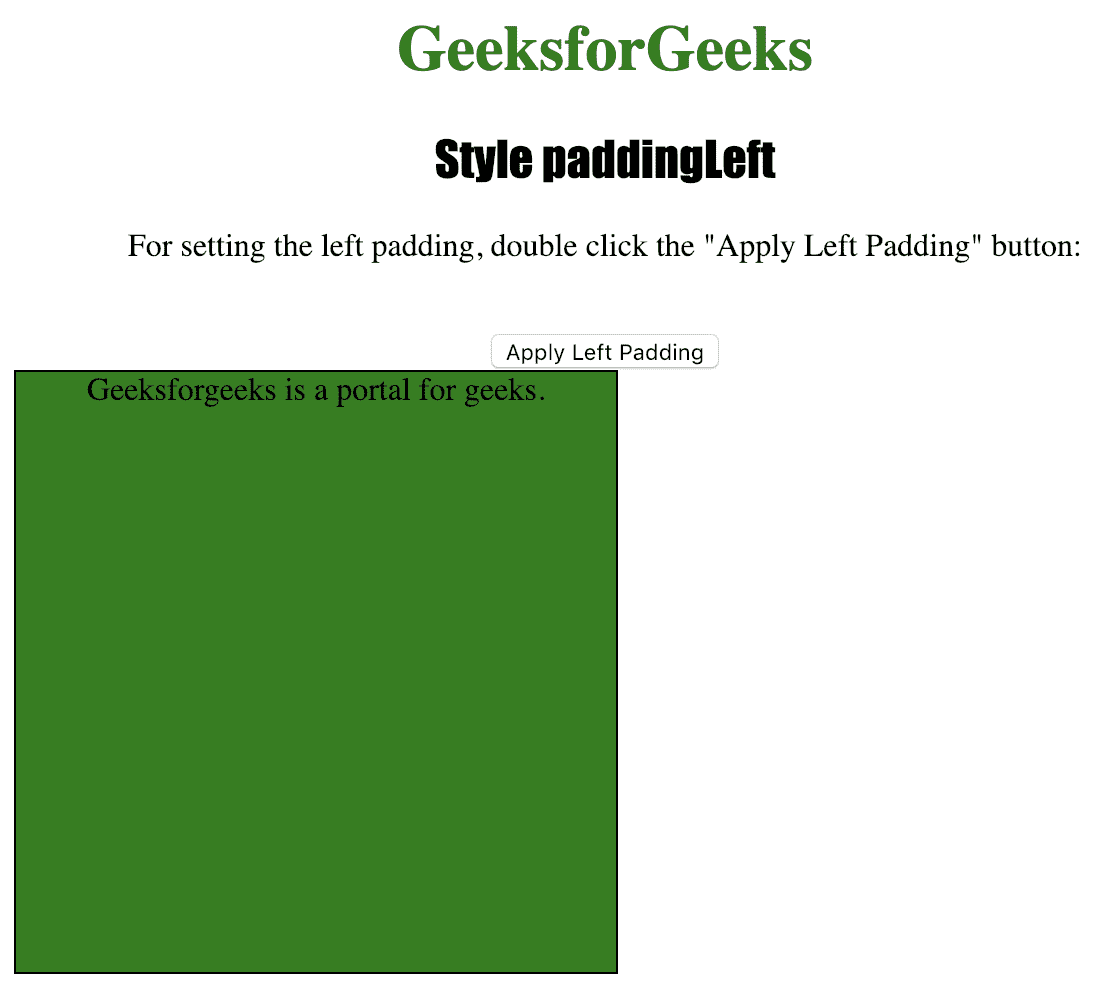 GeeksforGeeks
Style paddingLeft
For setting the left padding, double click the "Apply Left Padding" button:
Apply Left Padding
Geeksforgeeks is a portal for geeks.